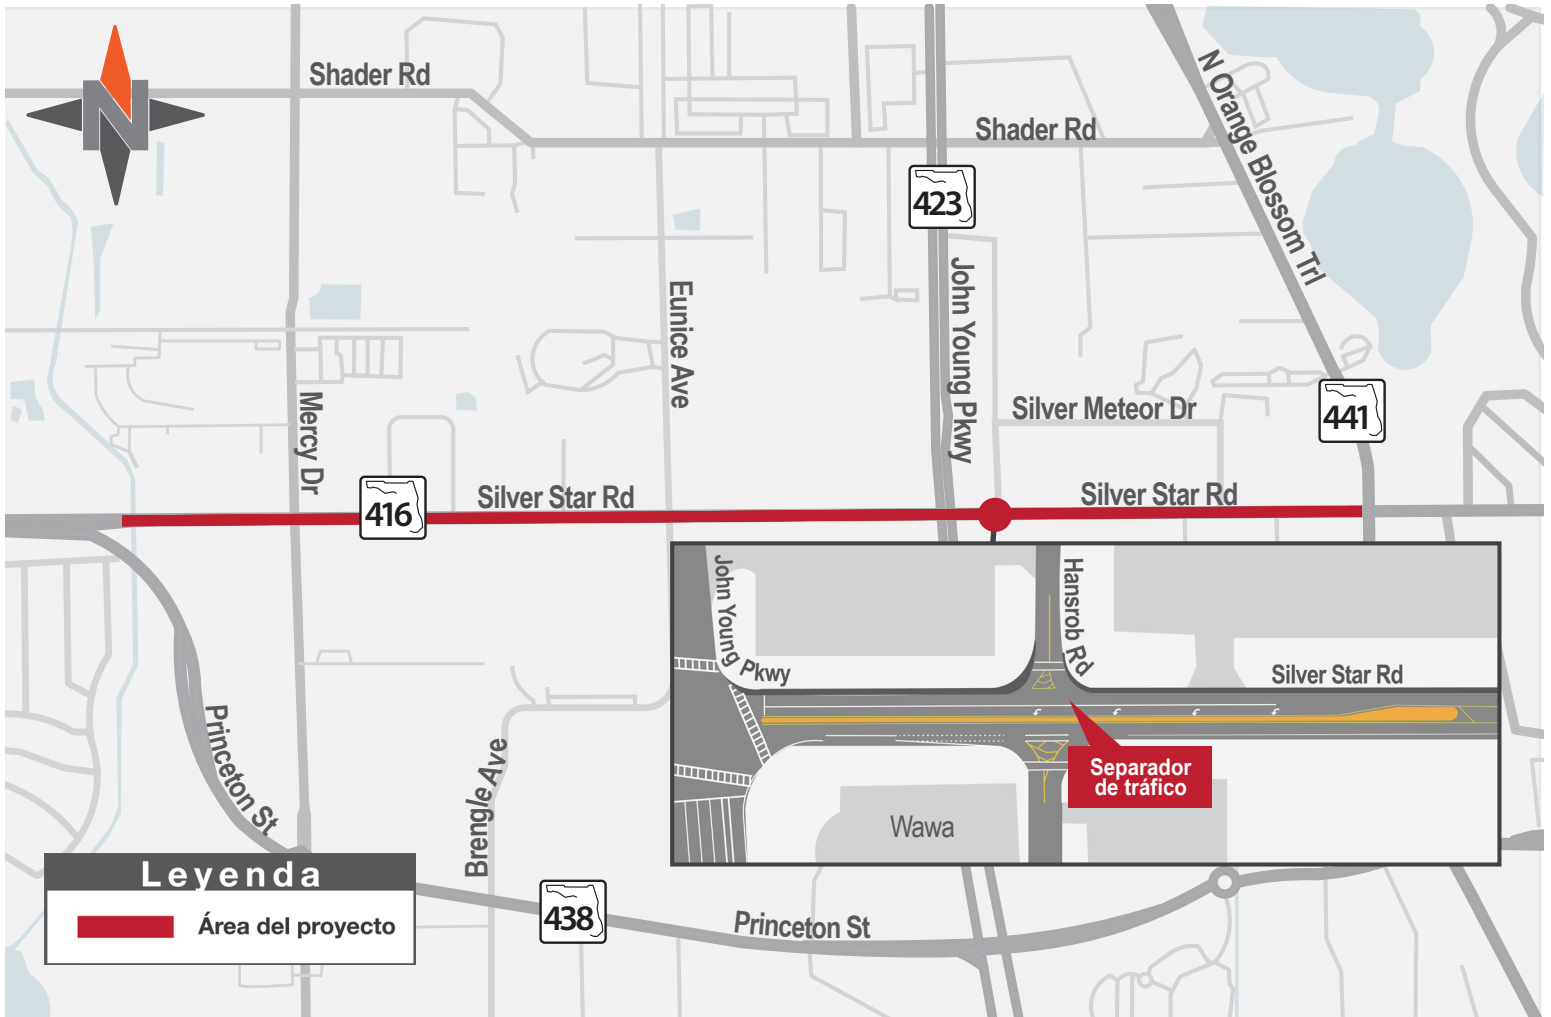 N
Shader Rd
Shader Rd
N Orange Blossom Trl
423
John Young Pkwy
Eunice Ave
Mercy Dr
Silver Meteor Dr
441
416
Silver Star Rd
Silver Star Rd
John Young Pkwy
Hansrob Rd
Silver Star Rd
Separador
de tráfico
Wawa
Princeton St
Brengle Ave
Leyenda
Área del proyecto
438
Princeton St